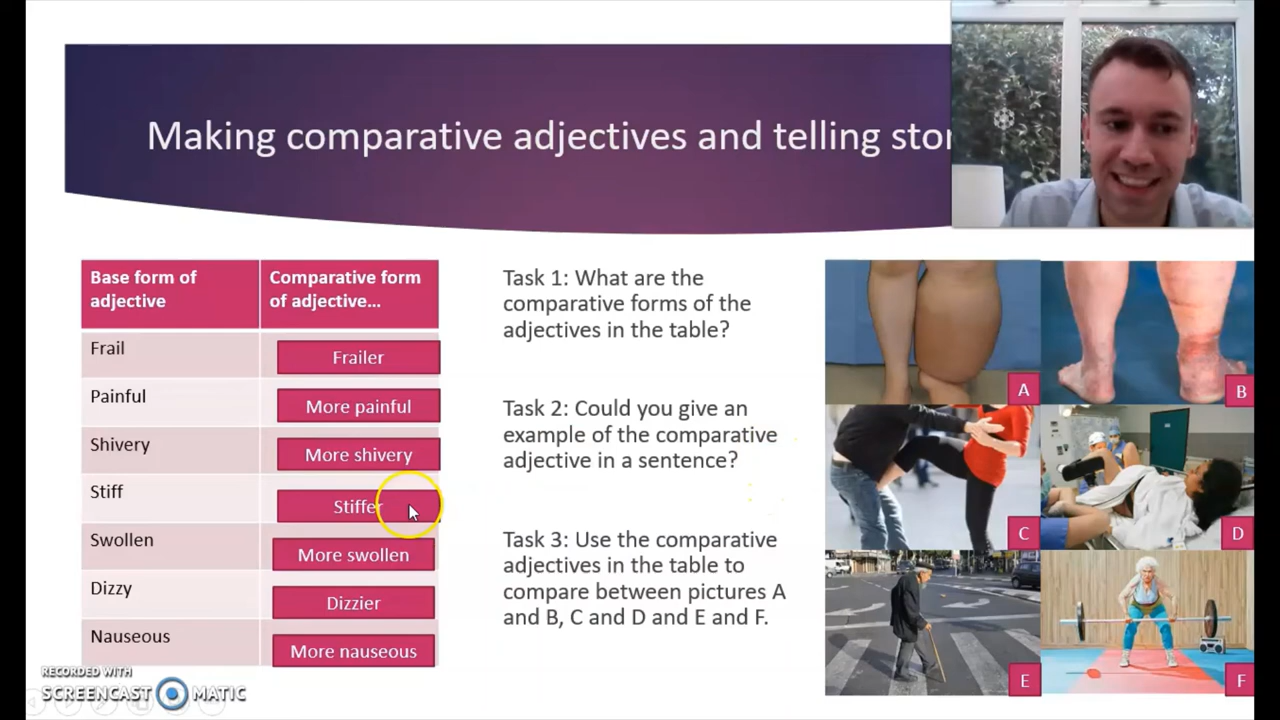 Making comparative adjectives and telling
Base form of
adjective
Comparative form
of adjective...
Frail
Frailer
Painful
More painful
Shivery
More shivery
Stiff
Stiffer
Swollen
More swollen
Dizzy
Dizzier
Nauseous
More nauseous
Task 1: What are the
comparative forms of the
adjectives in the table?
Task 2: Could you give an
example of the comparative
adjective in a sentence?
Task 3: Use the comparative
adjectives in the table to
compare between pictures A
and B, C and D and E and F.
A
B
C
D
E
F
RECORDED WITH
SCREENCAST MATIC